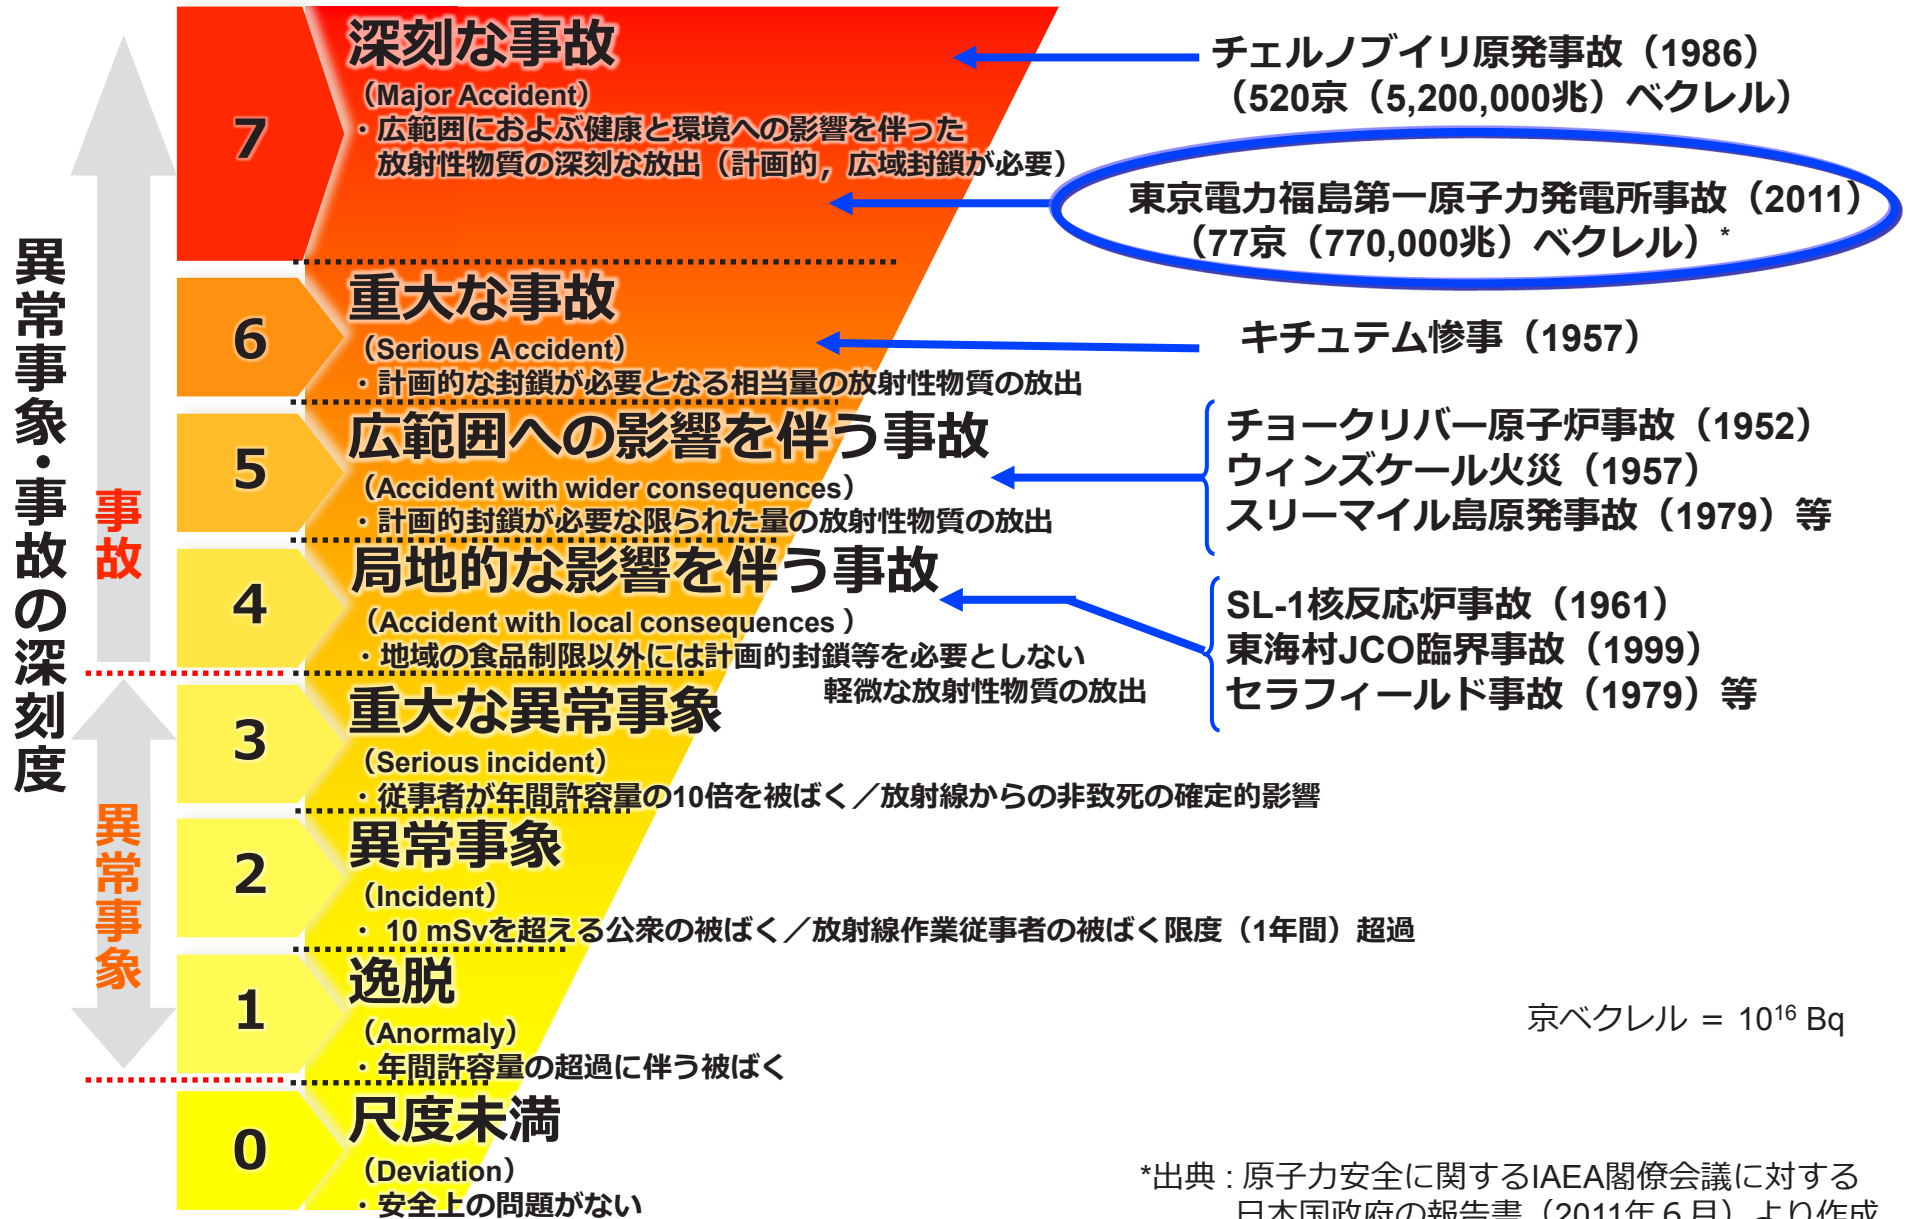 異常事象・事故の深刻度
事故
異常事象
7
深刻な事故
（Major Accident）
・広範囲におよぶ健康と環境への影響を伴った
放射性物質の深刻な放出（計画的，広域封鎖が必要）
チェルノブイリ原発事故（1986）
（520京（5,200,000兆）ベクレル）
東京電力福島第一原子力発電所事故（2011）
（77京（770,000兆）ベクレル）*
6
重大な事故
（Serious Accident）
・計画的な封鎖が必要となる相当量の放射性物質の放出
キチュテム惨事（1957）
5
広範囲への影響を伴う事故
（Accident with wider consequences）
・計画的封鎖が必要な限られた量の放射性物質の放出
チョークリバー原子炉事故（1952）
ウィンズケール火災（1957）
スリーマイル島原発事故（1979）等
4
局地的な影響を伴う事故
（Accident with local consequences ）
・地域の食品制限以外には計画的封鎖等を必要としない
軽微な放射性物質の放出
SL-1核反応炉事故（1961）
東海村JCO臨界事故（1999）
セラフィールド事故（1979）等
3
重大な異常事象
（Serious incident）
・従事者が年間許容量の10倍を被ばく／放射線からの非致死の確定的影響
2
異常事象
（Incident）
・ 10 mSvを超える公衆の被ばく／放射線作業従事者の被ばく限度（1年間）超過
1
逸脱
（Anormaly）
・年間許容量の超過に伴う被ばく
京ベクレル ＝ 10¹⁶ Bq
0
尺度未満
（Deviation）
・安全上の問題がない
*出典：原子力安全に関するIAEA閣僚会議に対する
日本国政府の報告書（2011年６月）より作成